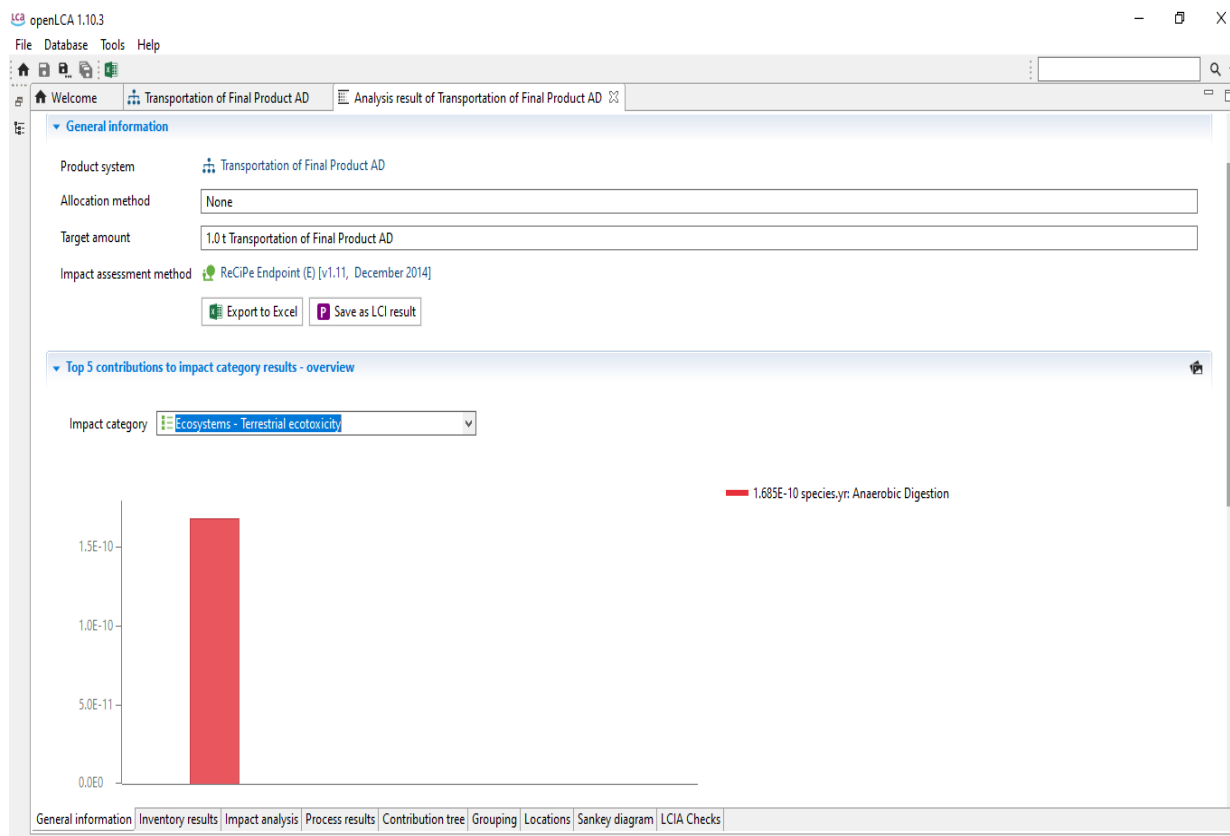 LCA openLCA 1.10.3
File Database Tools Help
Welcome Transportation of Final Product AD Analysis result of Transportation of Final Product AD
General information
Product system Transportation of Final Product AD
Allocation method None
Target amount 1.0 t Transportation of Final Product AD
Impact assessment method ReCiPe Endpoint (E) [v1.11, December 2014]
Export to Excel P Save as LCI result
Top 5 contributions to impact category results - overview
Impact category Ecosystems - Terrestrial ecotoxicity
1.685E-10 species.yr: Anaerobic Digestion
1.5E-10
1.0E-10
5.0E-11
0.0E0
General information Inventory results Impact analysis Process results Contribution tree Grouping Locations Sankey diagram LCIA Checks